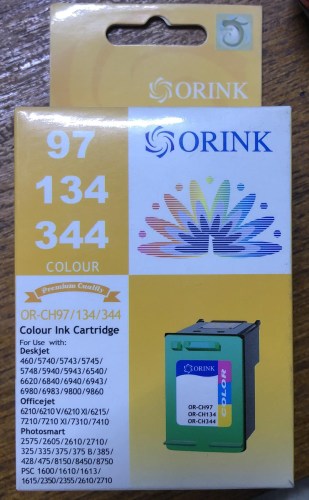 ORINK
97
134
344
COLOUR
ORINK
Premium Quality
OR-CH97/134/344
Colour Ink Cartridge
For Use with:
Deskjet
460/5740/5743/5745/
5748/5940/5943/6540/
6620/6840/6940/6943/
6980/6983/9800/9860
Officejet
6210/6210 V/6210 XI/6215/
7210/7210 XI/7310/7410
Photosmart
2575/2605/2610/2710/
325/335/375/375 B/385/
428/475/8150/8450/8750
PSC 1600/1610/1613/
1615/2350/2355/2610/2710
ORINK
COLOR
OR-CH97
OR-CH134
OR-CH344